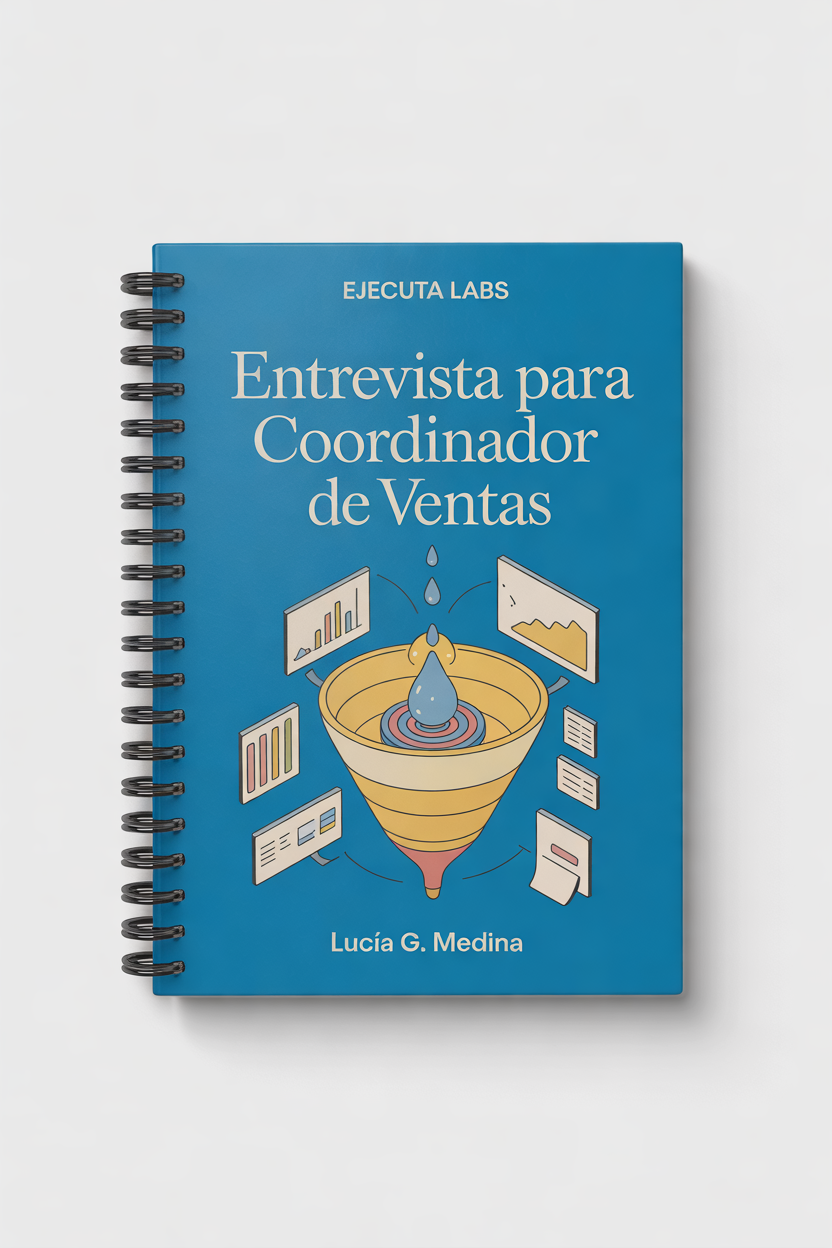 EJECUTA LABS
Entrevista para
Coordinador
de Ventas
Lucía G. Medina